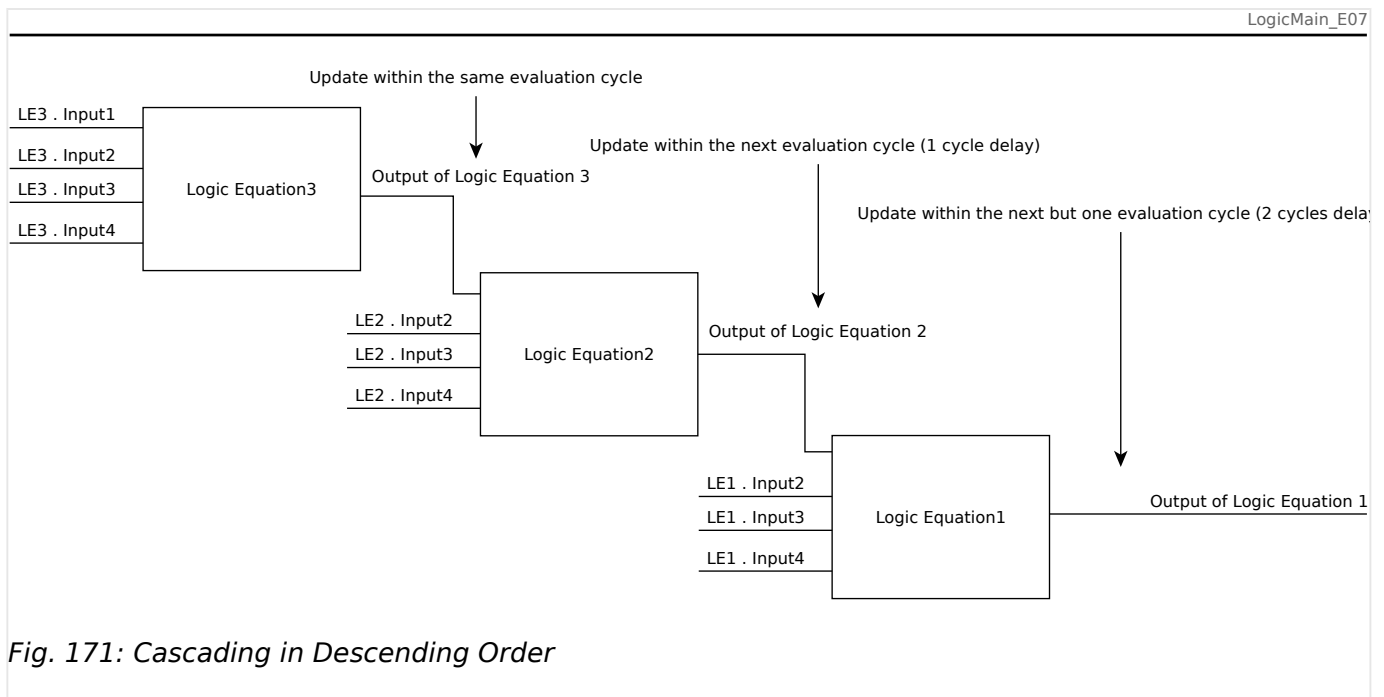 LogicMain_E07
Update within the same evaluation cycle
LE3 . Input1
LE3 . Input2
LE3 . Input3
LE3 . Input4
Logic Equation3
Output of Logic Equation 3
Update within the next evaluation cycle (1 cycle delay)
LE2 . Input2
LE2 . Input3
LE2 . Input4
Logic Equation2
Output of Logic Equation 2
Update within the next but one evaluation cycle (2 cycles delay
LE1 . Input2
LE1 . Input3
LE1 . Input4
Logic Equation1
Output of Logic Equation 1
Fig. 171: Cascading in Descending Order